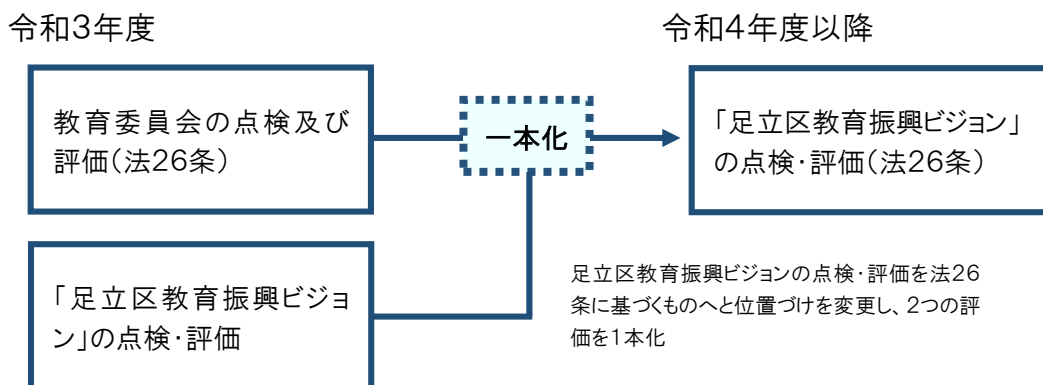 令和3年度
令和4年度以降
教育委員会の点検及び
評価(法26条)
一本化
「足立区教育振興ビジョン」
の点検・評価(法26条)
「足立区教育振興ビジョ
ン」の点検・評価
足立区教育振興ビジョンの点検・評価を法26
条に基づくものへと位置づけを変更し、2つの評
価を1本化